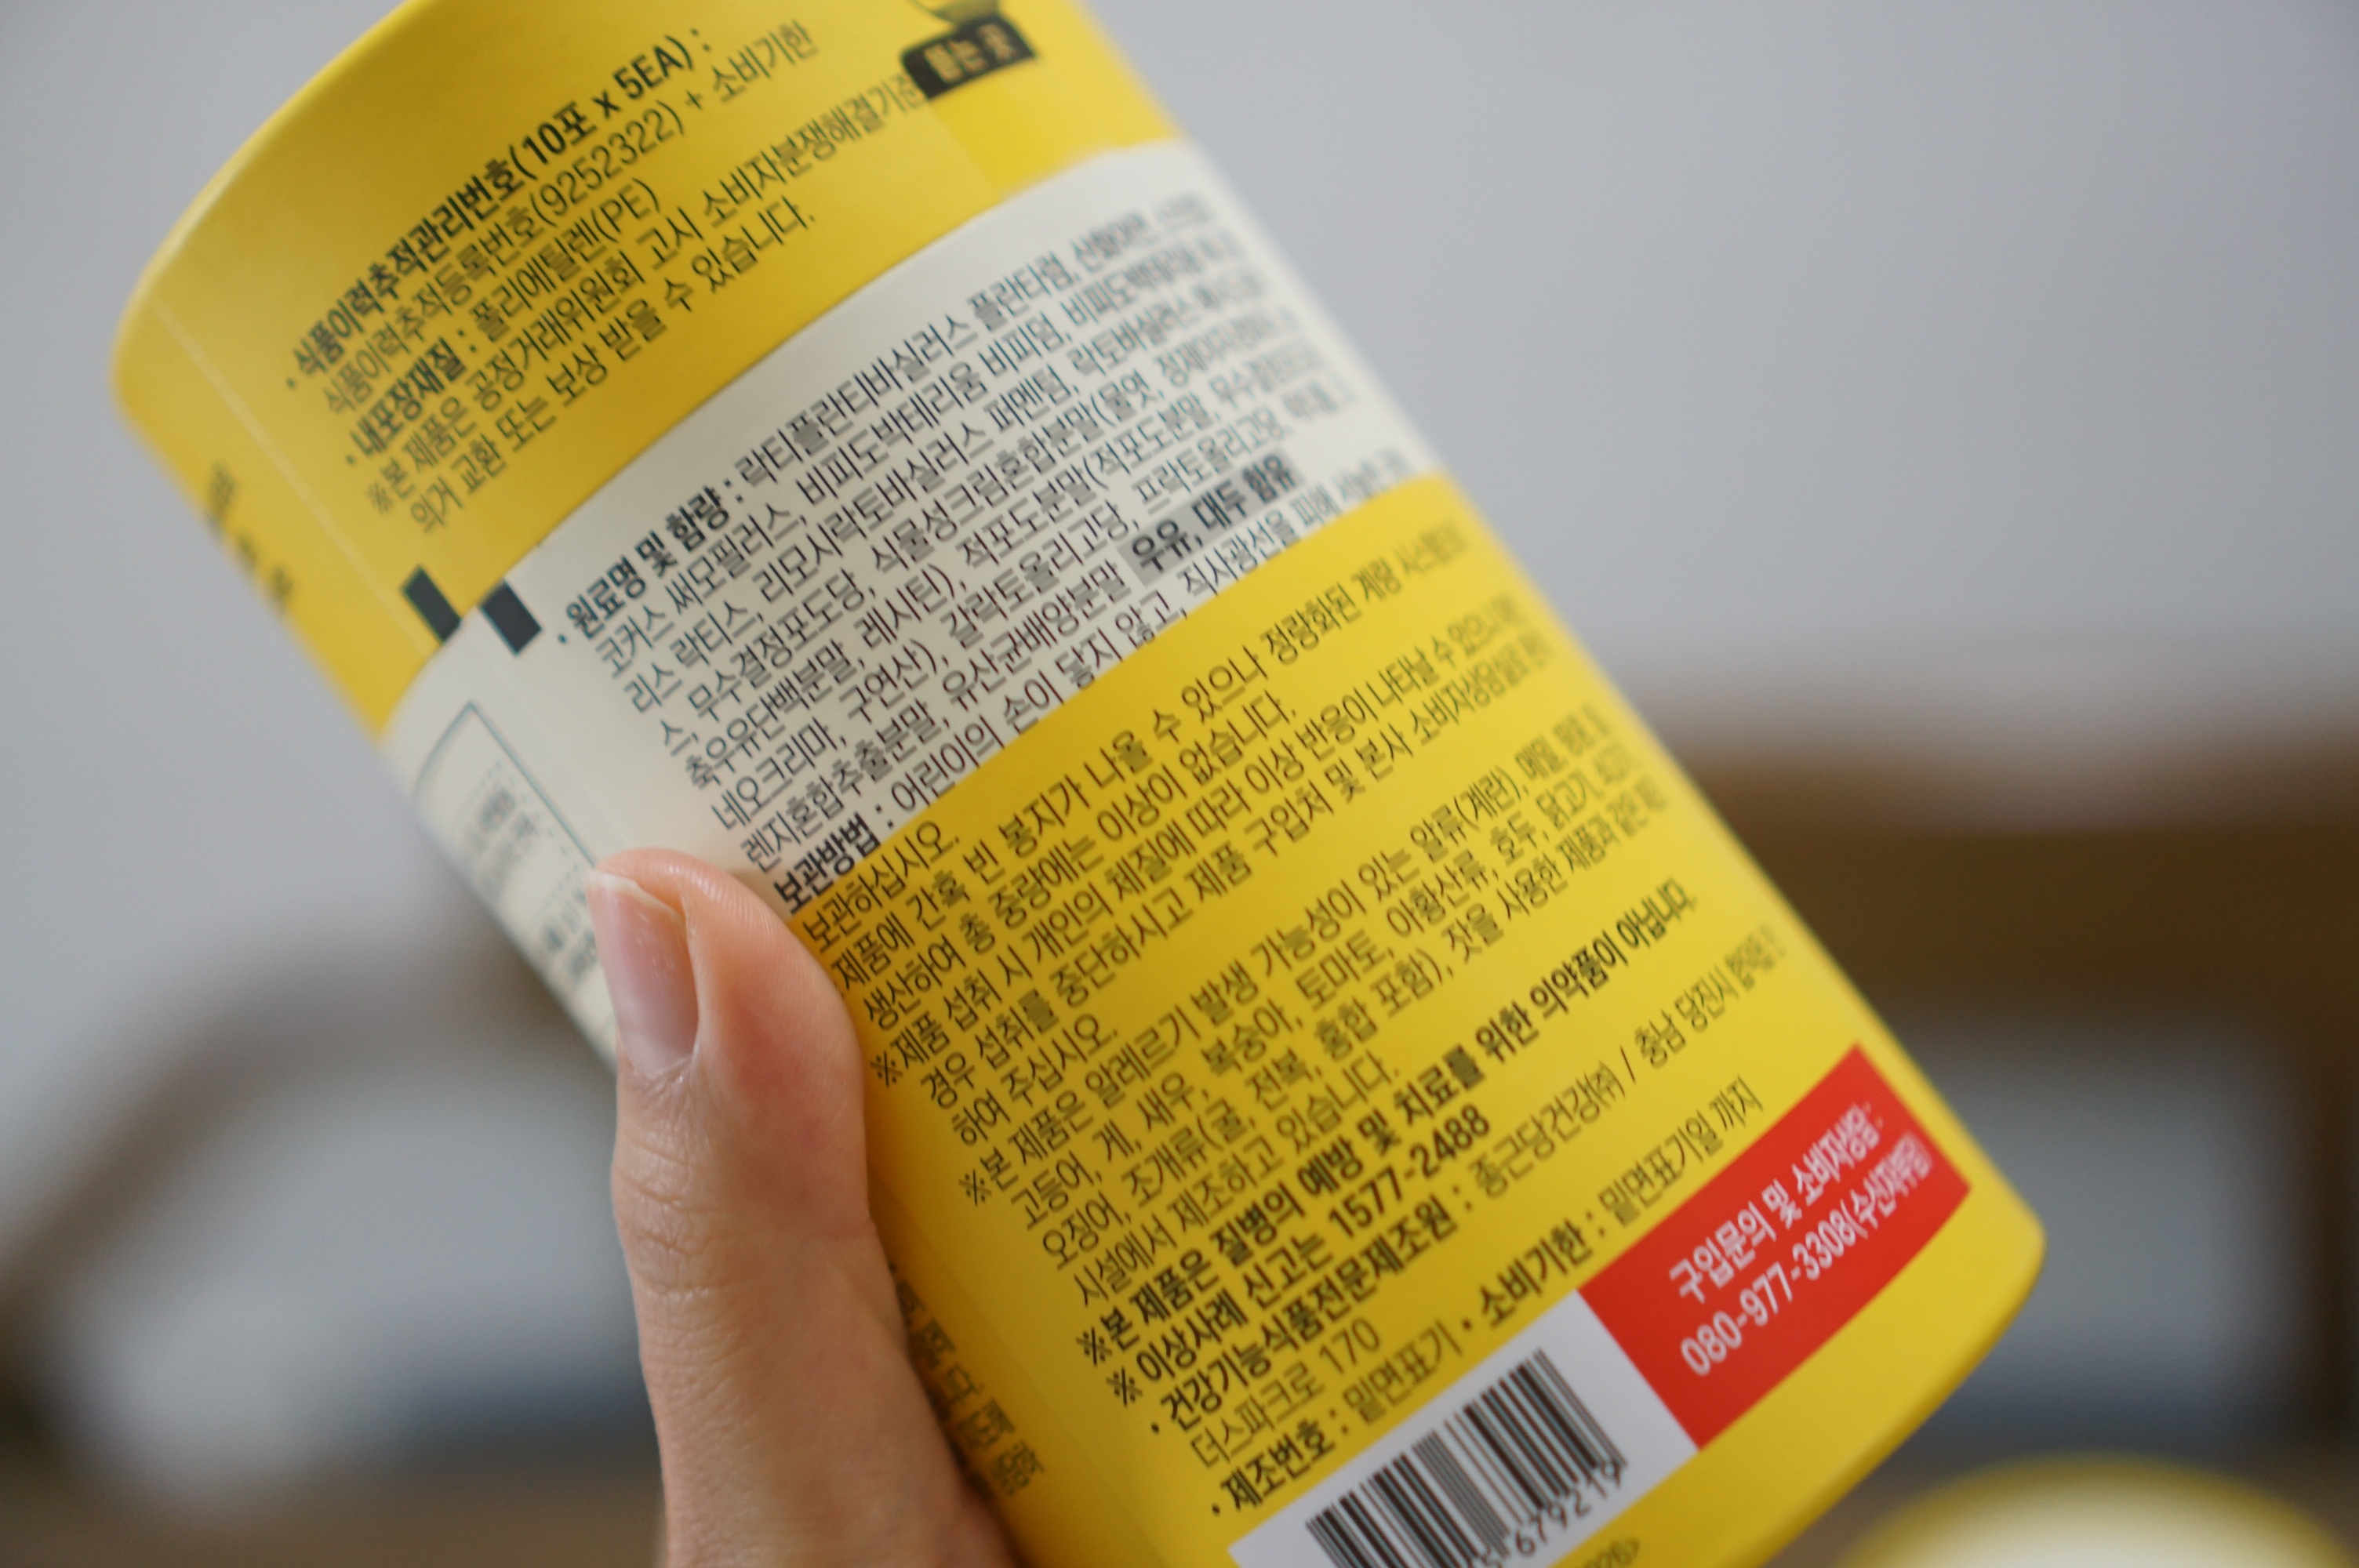 뜯는 곳
· 식품이력추적관리번호(10포 x 5EA) :
식품이력추적등록번호(9252322) + 소비기한
· 내포장재질 : 폴리에틸렌(PE)
※본 제품은 공정거래위원회 고시 소비자분쟁해결기준
의거 교환 또는 보상 받을 수 있습니다.
· 원료명 및 함량 : 락티플란티바실러스 플란타럼, 산화아연,
코커스 써모필러스, 비피도박테리움 비피덤,
리스 락티스, 리모시락토바실러스 퍼멘텀, 락토바실러스
스, 무수결정포도당, 식물성크림혼합분말(물엿,
축유유단백분말, 레시틴), 적포도분말(적포도분말,
네오크리마, 구연산), 갈락토올리고당, 프락토올리고당
렌지혼합추출분말, 유산균배양분말 우유, 대두 함유
보관방법 : 어린이의 손이 닿지 않고, 직사광선을 피해
보관하십시오.
제품에 간혹 빈 봉지가 나올 수 있으나 정량화된 계량
생산하여 총 중량에는 이상이 없습니다.
※제품 섭취 시 개인의 체질에 따라 이상 반응이 나타날 수 있으니
경우 섭취를 중단하시고 제품 구입처 및 본사 소비자상담실로
하여 주십시오.
※본 제품은 알레르기 발생 가능성이 있는 알류(계란), 메밀, 땅콩,
고등어, 게, 새우, 복숭아, 토마토, 아황산류, 호두, 닭고기,
오징어, 조개류(굴, 전복, 홍합 포함), 잣을 사용한 제품과 같은
시설에서 제조하고 있습니다.
※본 제품은 질병의 예방 및 치료를 위한 의약품이 아닙니다.
※이상사례 신고는 1577-2488
· 건강기능식품전문제조원 : 종근당건강㈜ / 충남 당진시
더스파크로 170
· 제조번호 : 밑면표기 · 소비기한 : 밑면표기일 까지
구입문의 및 소비자상담:
080-977-3308(수신자부담)
679219